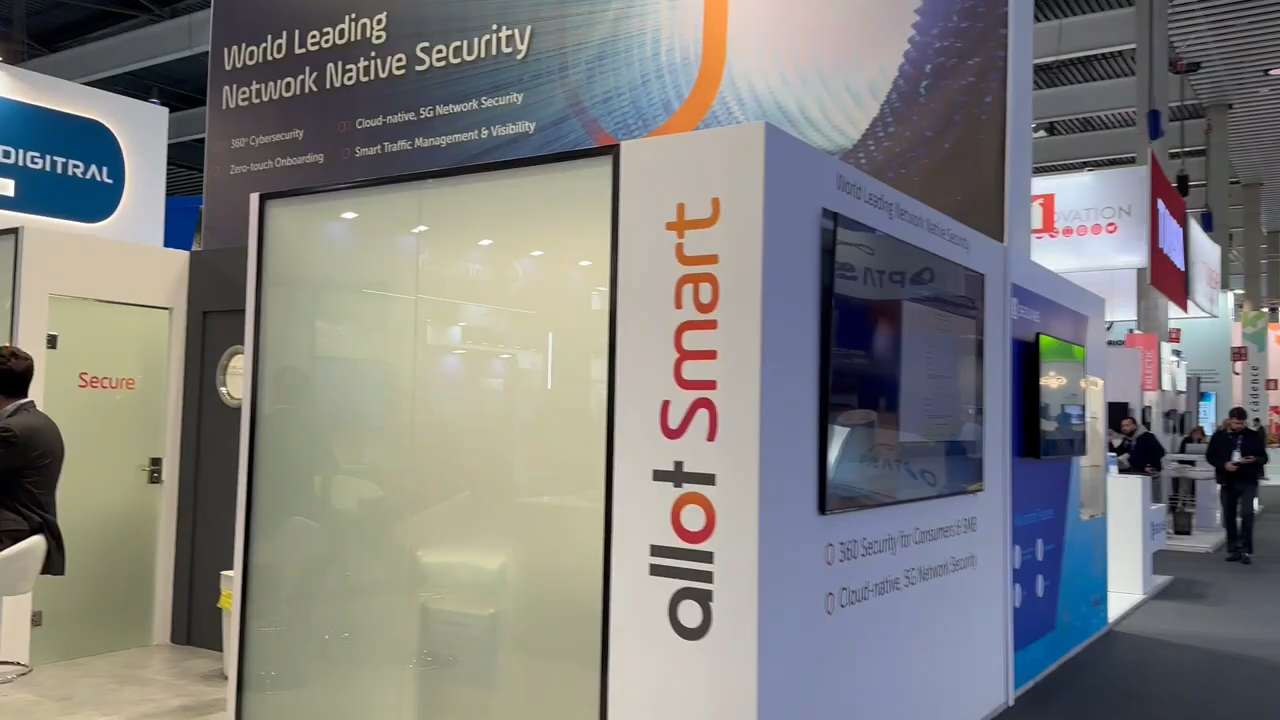 World Leading
Network Native Security
360° Cybersecurity
Cloud-native, 5G Network Security
Zero-touch Onboarding
Smart Traffic Management & Visibility
DIGITRAL
Secure
allot Smart
World Leading Network Native Security
360 Security for Consumers & SMB
Cloud-native, 5G Network Security
OVATION
cadence